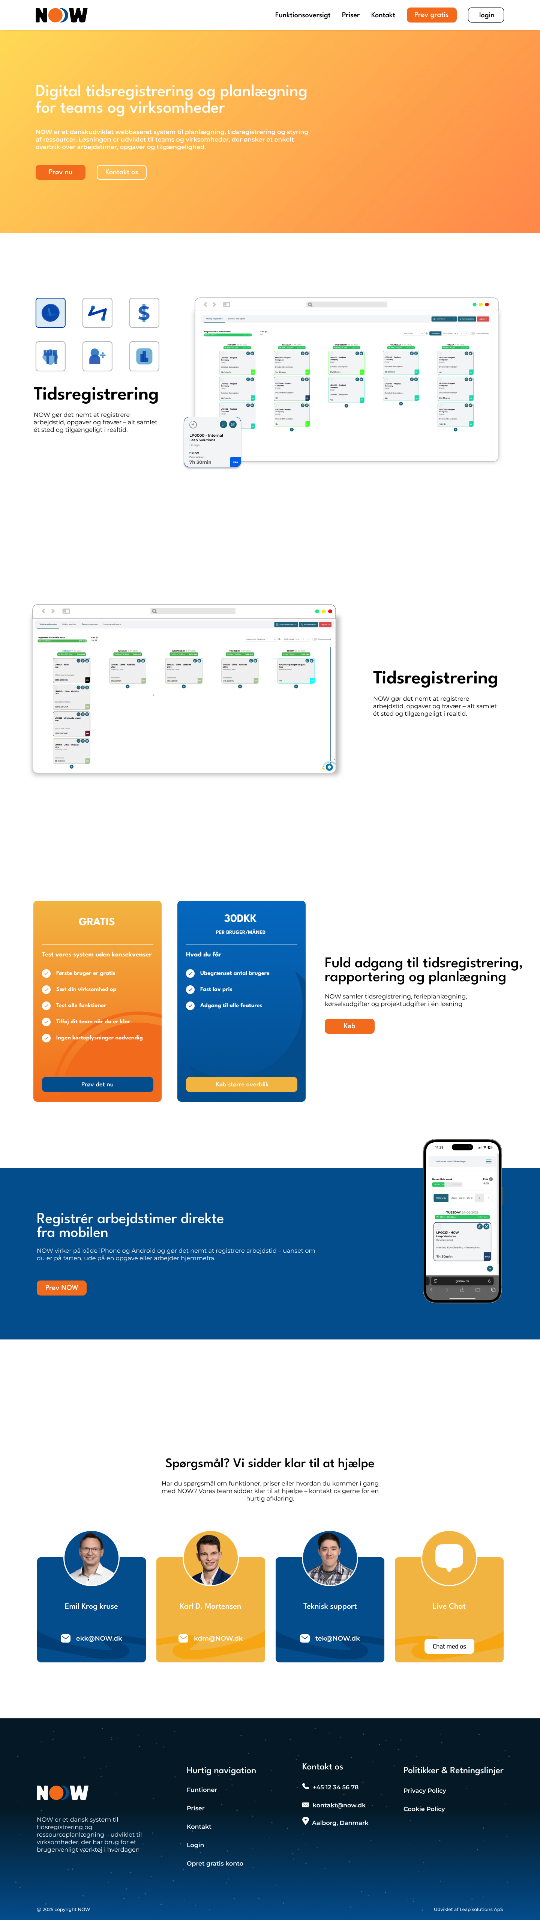 NOW
Funktionsoversigt
Priser
Kontakt
Prøv gratis
login
Digital tidsregistrering og planlægning
for teams og virksomheder
NOW er et danskudviklet webbaseret system til planlægning, tidsregistrering og styring
af ressourcer. Løsningen er udviklet til teams og virksomheder, der ønsker et enkelt
overblik over arbejdstimer, opgaver og tilgængelighed.
Prøv nu
Kontakt os
Tidsregistrering
NOW gør det nemt at registrere
arbejdstid, opgaver og fravær – alt samlet
ét sted og tilgængeligt i realtid.
LP0000 - Internal
9h 30min
Tidsregistrering
NOW gør det nemt at registrere
arbejdstid, opgaver og fravær – alt samlet
ét sted og tilgængeligt i realtid.
GRATIS
Test vores system uden konsekvenser
Første bruger er gratis
Sæt din virksomhed op
Test alle funktioner
Tilføj dit team når du er klar
Ingen kortoplysninger nødvendig
Prøv det nu
30DKK
PER BRUGER/MÅNED
Hvad du får
Ubegrænset antal brugere
Fast lav pris
Adgang til alle features
Køb større overblik
Fuld adgang til tidsregistrering,
rapportering og planlægning
NOW samler tidsregistrering, ferieplanlægning,
kørselsudgifter og projektudgifter i én løsning
Køb
Registrér arbejdstimer direkte
fra mobilen
NOW virker på både iPhone og Android og gør det nemt at registrere arbejdstid – uanset om
du er på farten, ude på en opgave eller arbejder hjemmefra.
Prøv NOW
TUESDAY
Spørgsmål? Vi sidder klar til at hjælpe
Har du spørgsmål om funktioner, priser eller hvordan du kommer i gang
med NOW? Vores team sidder klar til at hjælpe – kontakt os gerne for en
hurtig afklaring.
Emil Krog kruse
ekk@NOW.dk
Karl D. Mortensen
kdm@NOW.dk
Teknisk support
tek@NOW.dk
Live Chat
Chat med os
NOW
NOW er et dansk system til
tidsregistrering og
ressourceplanlægning – udviklet til
virksomheder, der har brug for et
brugervenligt værktøj i hverdagen
Hurtig navigation
Funtioner
Priser
Kontakt
Login
Opret gratis konto
Kontakt os
+45 12 34 56 78
kontakt@now.dk
Aalborg, Danmark
Politikker & Retningslinjer
Privacy Policy
Cookie Policy
© 2025 copyright NOW
Udviklet af Leap Solutions ApS